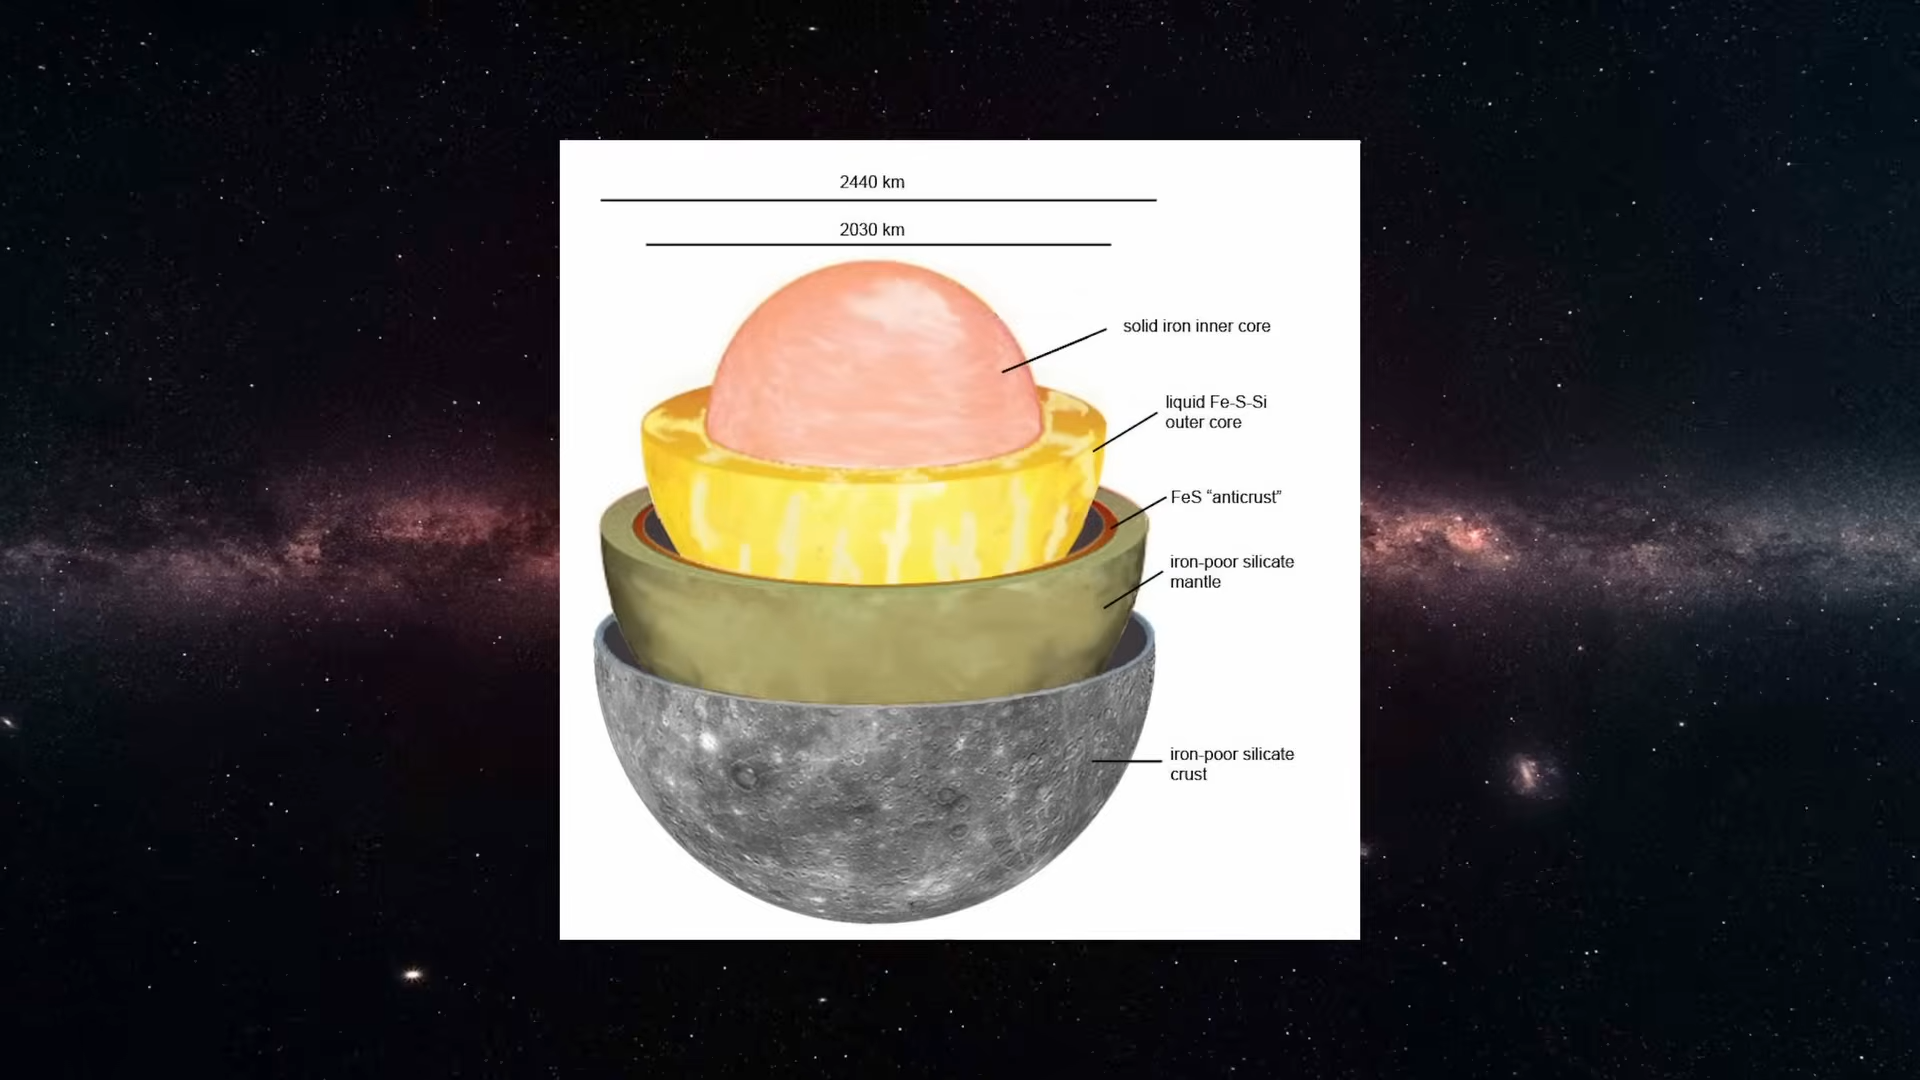 2440 km
2030 km
solid iron inner core
liquid Fe-S-Si
outer core
FeS “anticrust”
iron-poor silicate
mantle
iron-poor silicate
crust